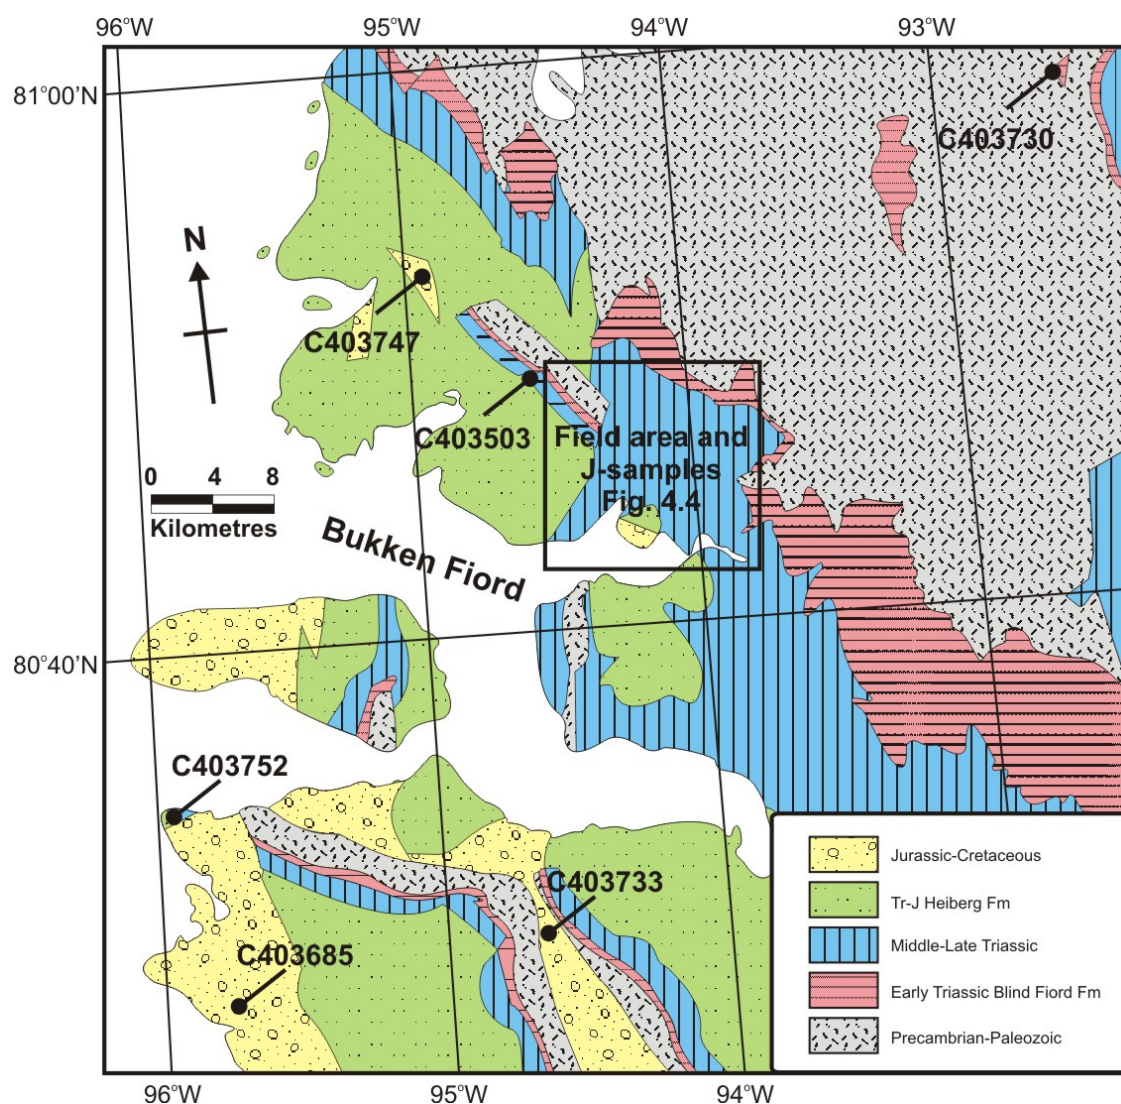 96°W 95°W 94°W 93°W
81°00'N
C403730
N
C403747
C403503
Field area and
J-samples
Fig. 4.4
0 4 8
Kilometres
Bukken Fiord
80°40'N
C403752
C403733
C403685
Jurassic-Cretaceous
Tr-J Heiberg Fm
Middle-Late Triassic
Early Triassic Blind Fiord Fm
Precambrian-Paleozoic
96°W 95°W 94°W